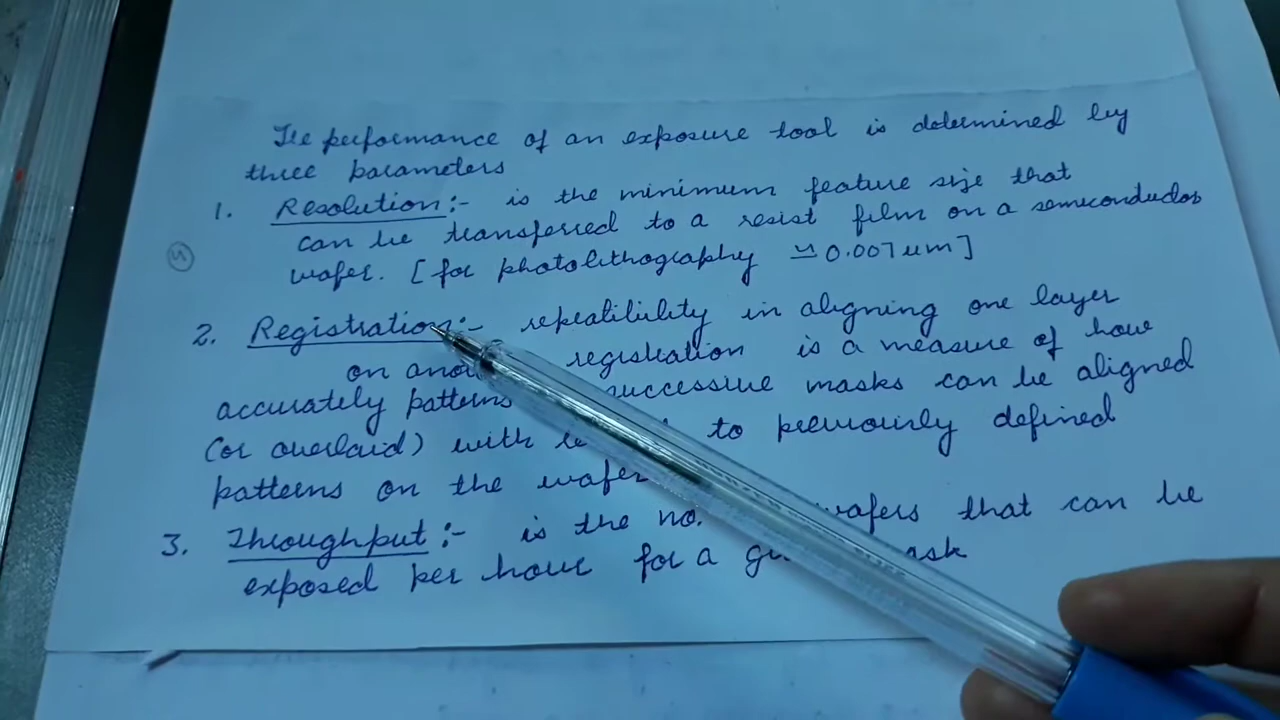 The performance of an exposure tool is determined by
three parameters
1. Resolution:- is the minimum feature size that
can be transferred to a resist film on a semiconductor
wafer. [for photolithography ≃ 0.007 um]
2. Registration:- repeatibility in aligning one layer
on registration is a measure of how
accurately patterns successive masks can be aligned
(or overlaid) with to previously defined
patterns on the wafer
3. Throughput:- is the no. wafers that can be
exposed per hour for a